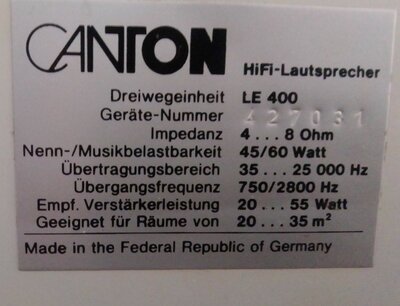 CANTON
HiFi-Lautsprecher
Dreiwegeinheit LE 400
Geräte-Nummer 427031
Impedanz 4...8 Ohm
Nenn-/Musikbelastbarkeit 45/60 Watt
Übertragungsbereich 35...25 000 Hz
Übergangsfrequenz 750/2800 Hz
Empf. Verstärkerleistung 20...55 Watt
Geeignet für Räume von 20...35 m²
Made in the Federal Republic of Germany